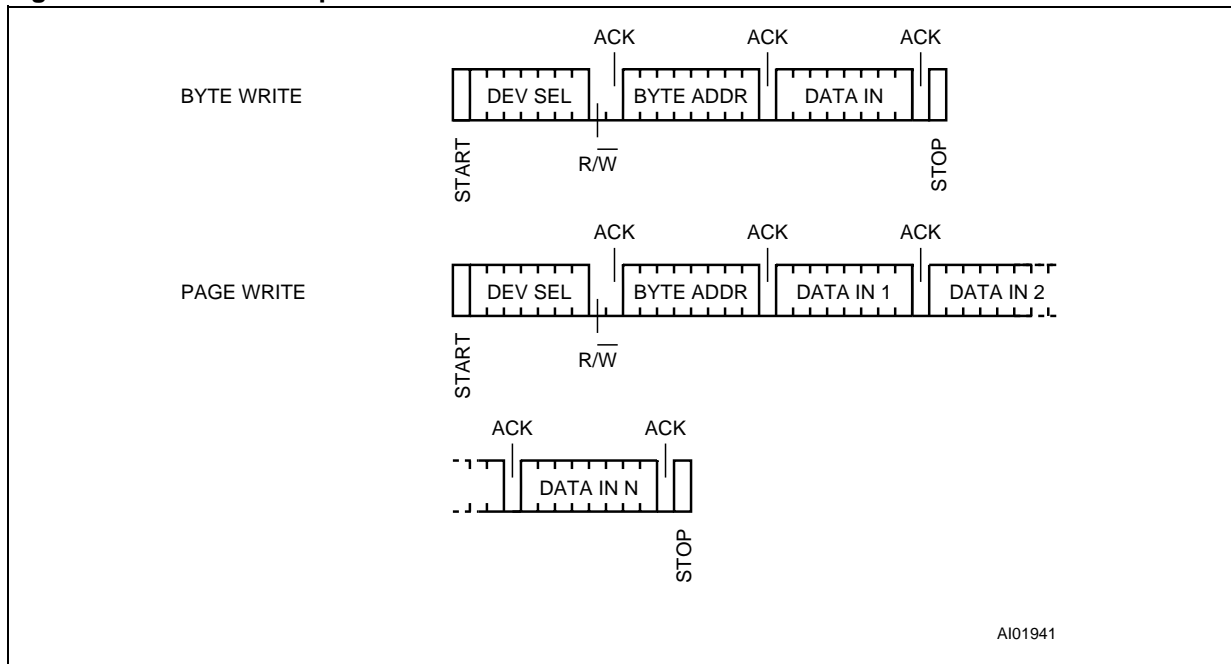 ACK ACK ACK
BYTE WRITE DEV SEL BYTE ADDR DATA IN
START R/W̅ STOP
ACK ACK ACK
PAGE WRITE DEV SEL BYTE ADDR DATA IN 1 DATA IN 2
START R/W̅
ACK ACK
DATA IN N
STOP
AI01941